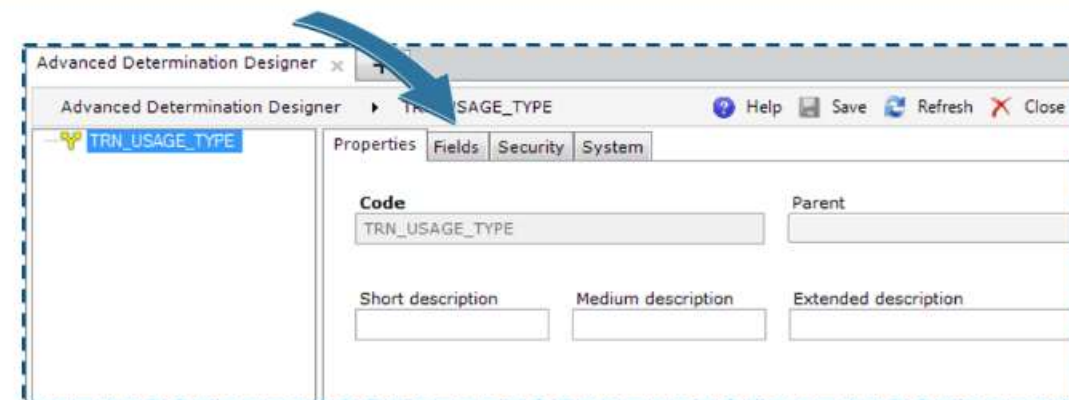 Advanced Determination Designer
Advanced Determination Designer TRN_USAGE_TYPE Help Save Refresh Close
TRN_USAGE_TYPE
Properties Fields Security System
Code Parent
TRN_USAGE_TYPE
Short description Medium description Extended description